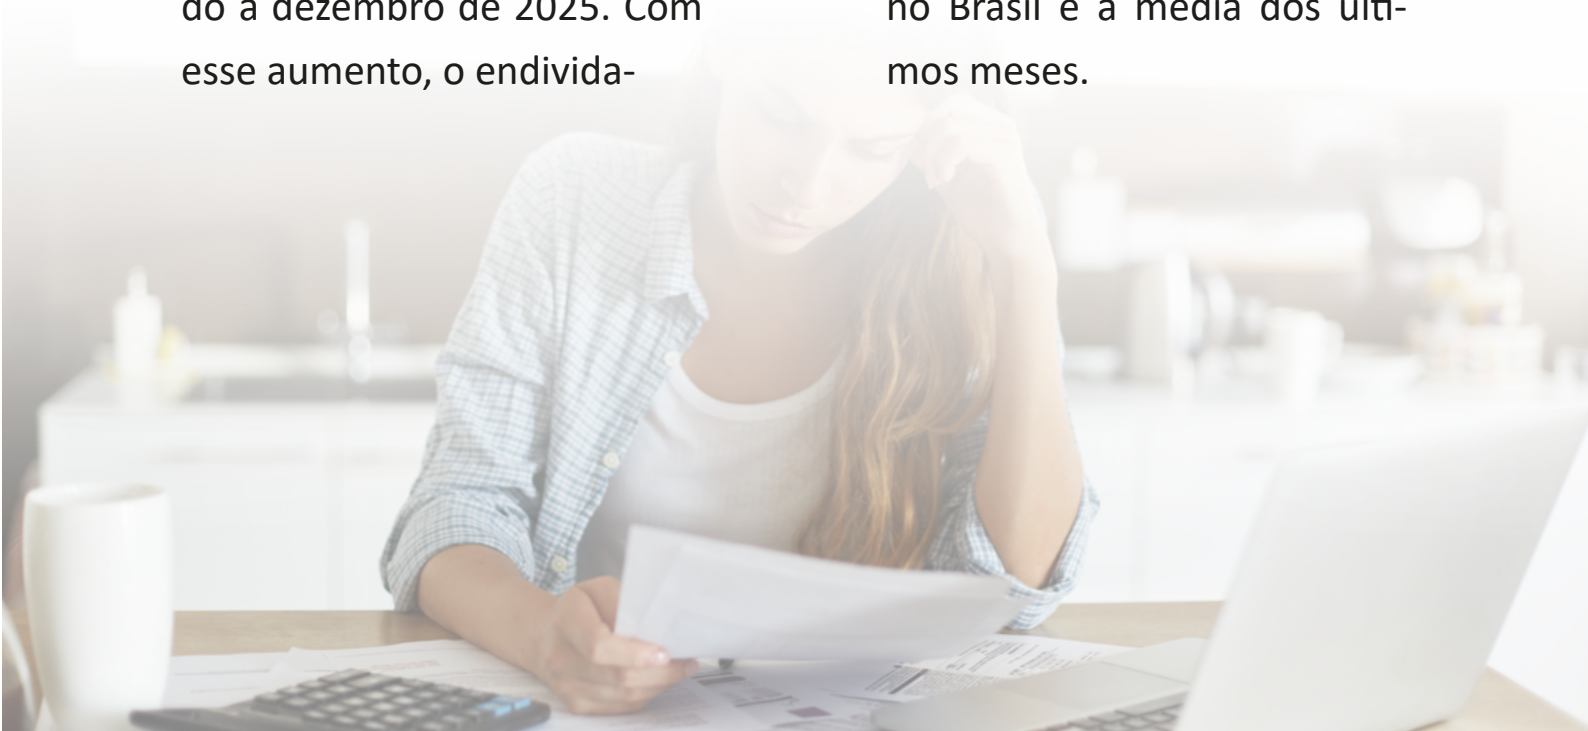 do a dezembro de 2025. Com
esse aumento, o endivida-
no Brasil e a média dos últi-
mos meses.